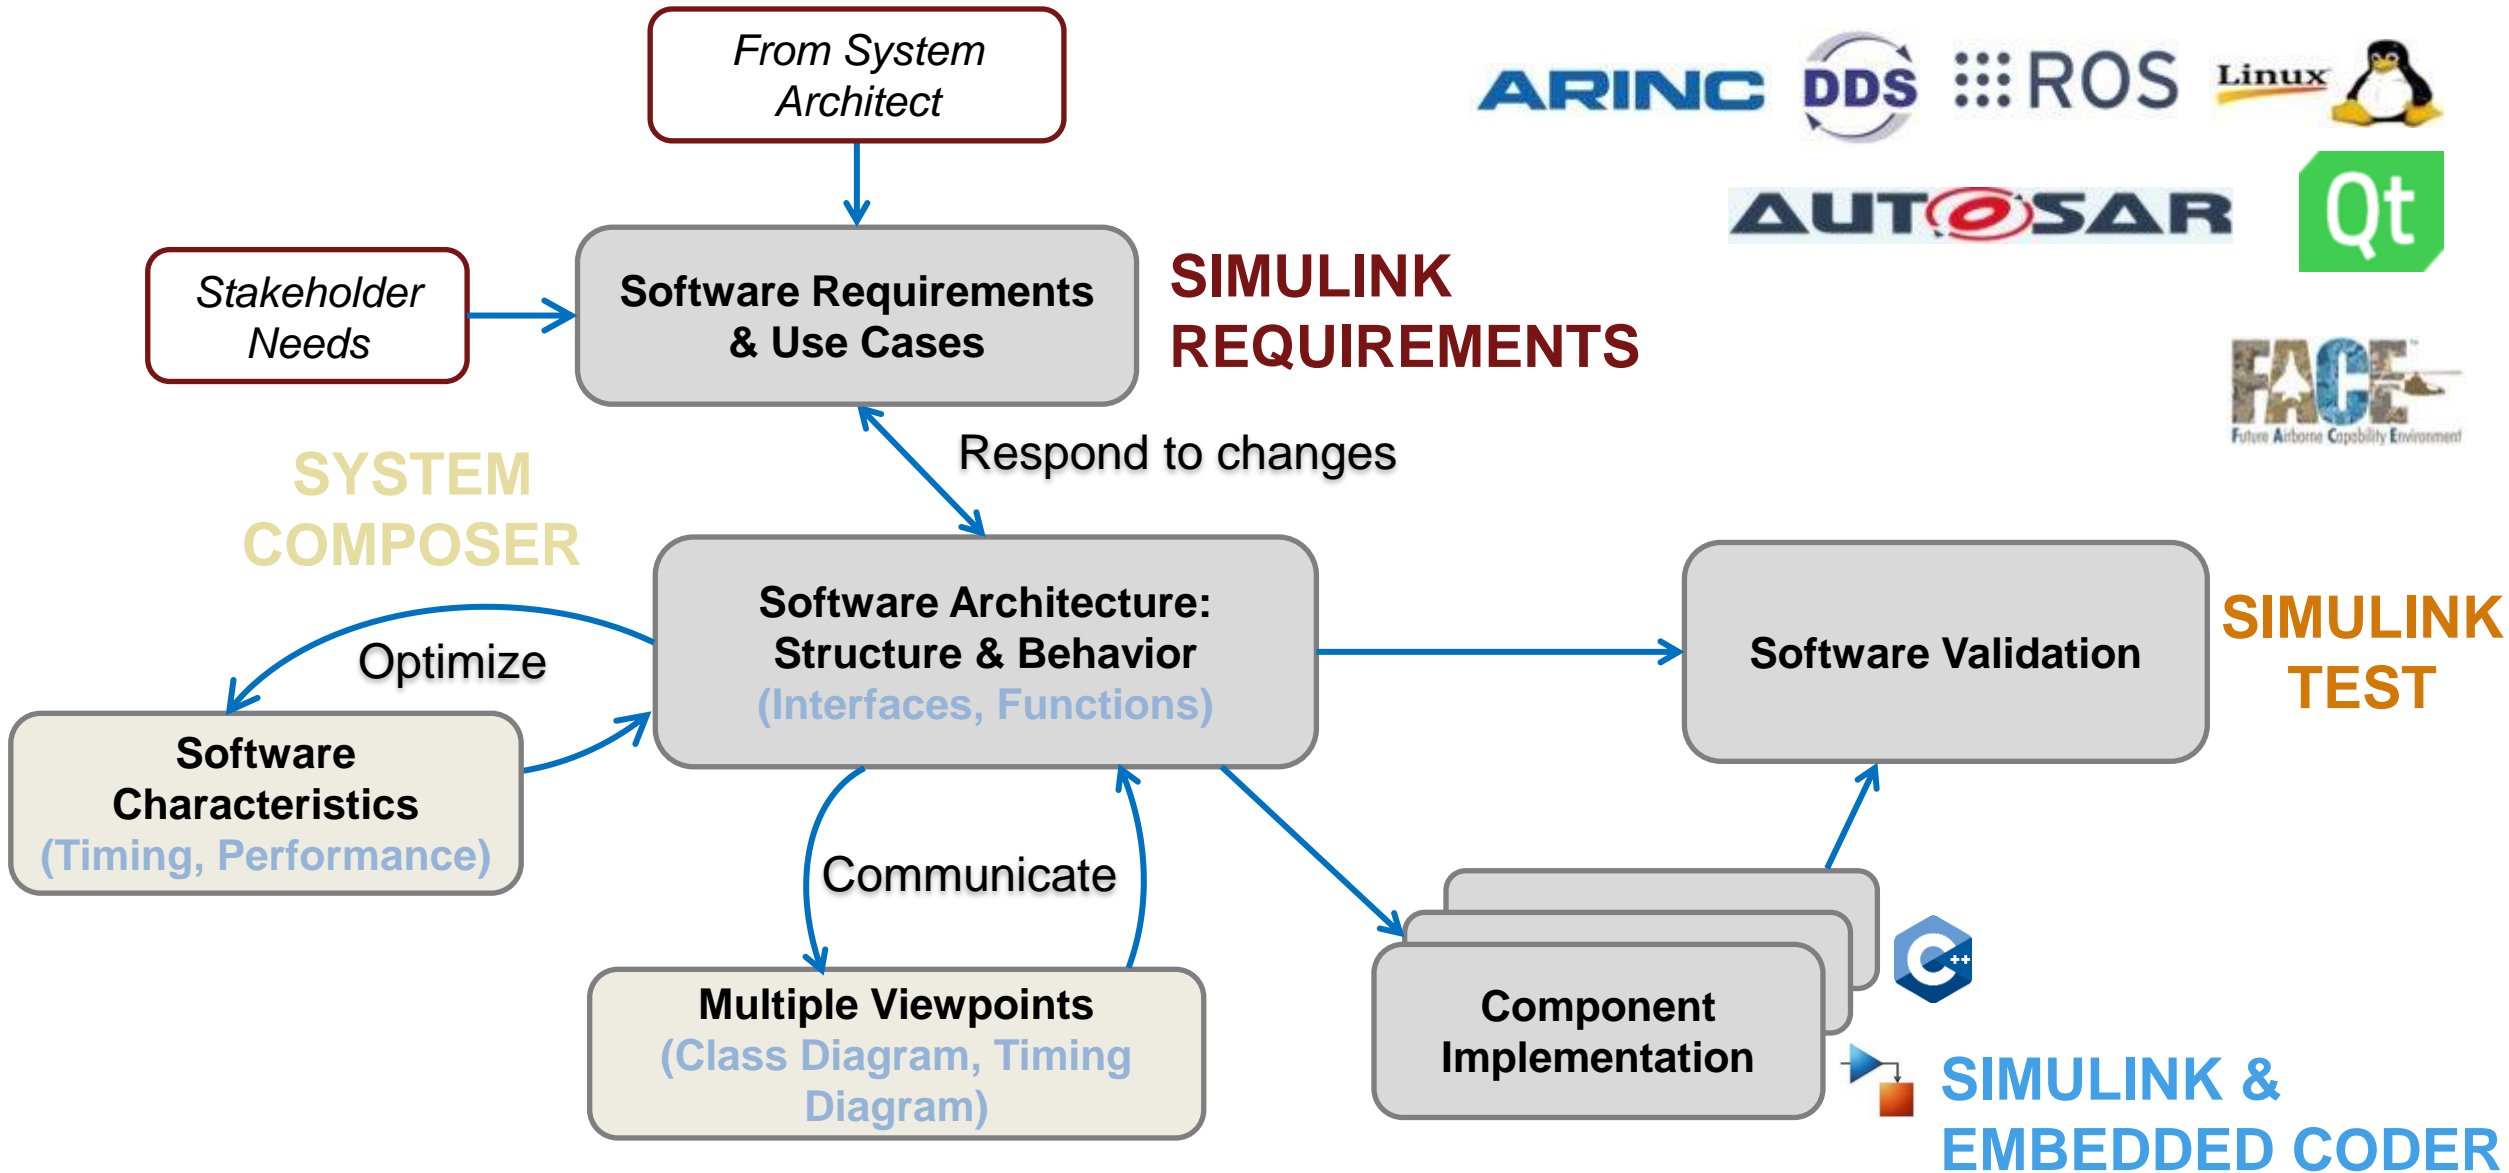 From System
Architect
ARINC
DDS
ROS
Linux
AUTOSAR
Qt
Stakeholder
Needs
Software Requirements
& Use Cases
SIMULINK
REQUIREMENTS
FACE™
Future Airborne Capability Environment
Respond to changes
SYSTEM
COMPOSER
Software Architecture:
Structure & Behavior
(Interfaces, Functions)
Optimize
Software Validation
SIMULINK
TEST
Software
Characteristics
(Timing, Performance)
Communicate
Multiple Viewpoints
(Class Diagram, Timing
Diagram)
Component
Implementation
C++
SIMULINK &
EMBEDDED CODER